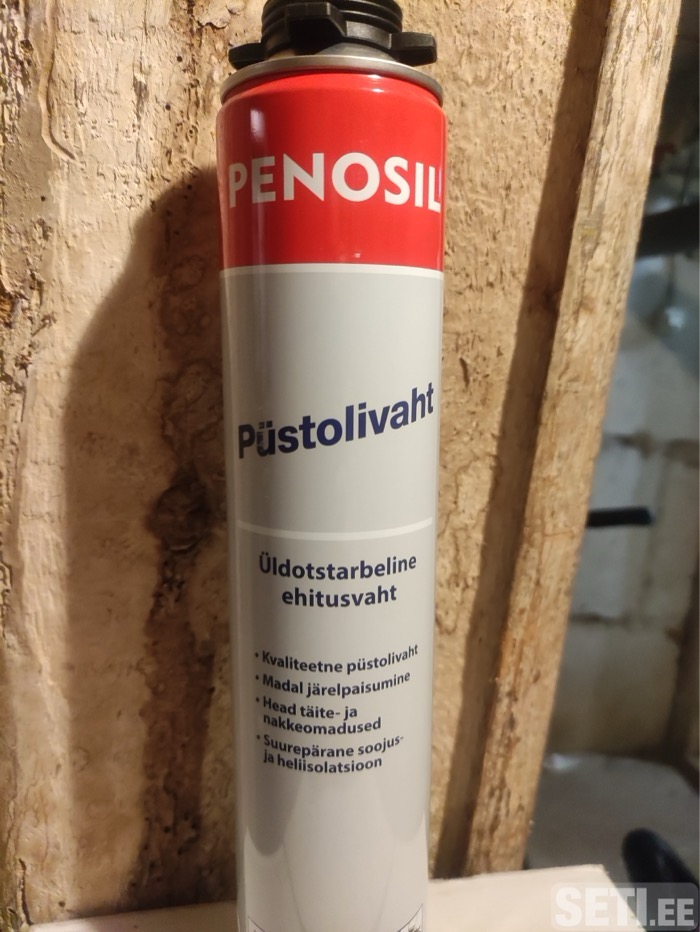 PENOSIL
Püstolivaht
Üldotstarbeline
ehitusvaht
• Kvaliteetne püstolivaht
• Madal järelpaisumine
• Head täite- ja
nakkeomadused
• Suurepärane soojus-
ja heliisolatsioon
SETI.EE